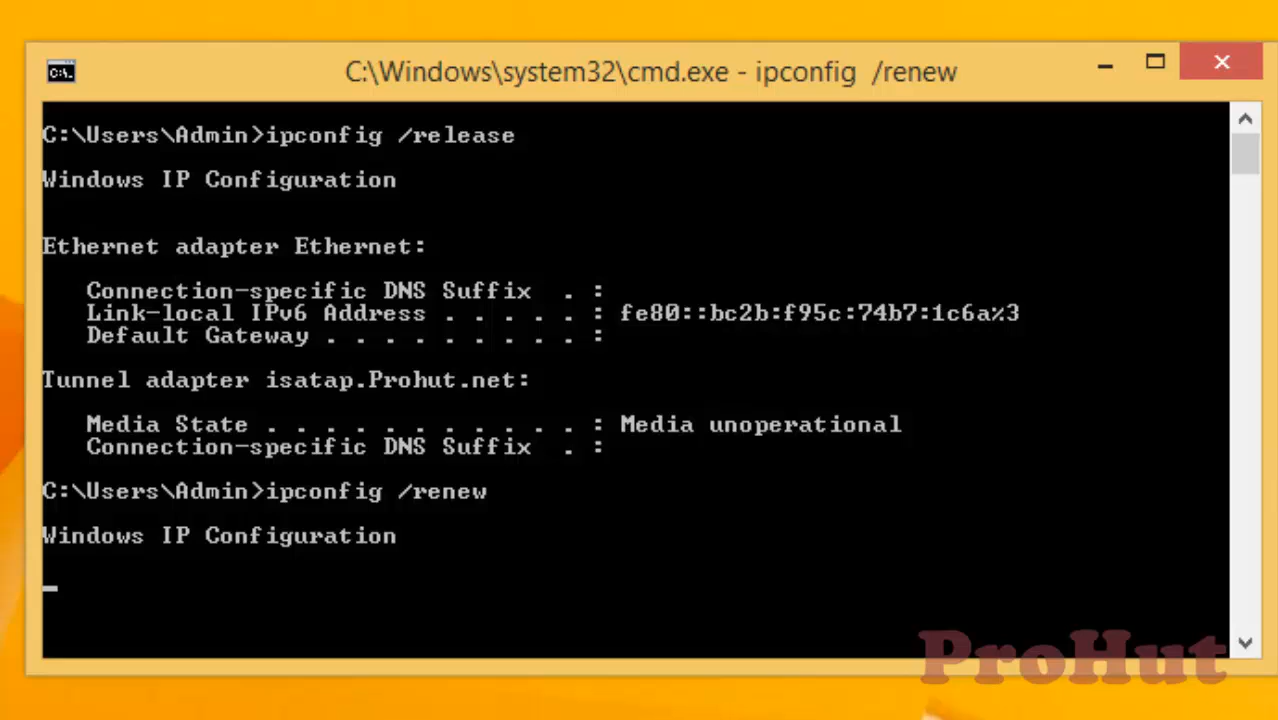 C:\Windows\system32\cmd.exe - ipconfig  /renew
C:\Users\Admin>ipconfig /release
Windows IP Configuration
Ethernet adapter Ethernet:
   Connection-specific DNS Suffix  . :
   Link-local IPv6 Address . . . . . : fe80::bc2b:f95c:74b7:1c6a%3
   Default Gateway . . . . . . . . . :
Tunnel adapter isatap.Prohut.net:
   Media State . . . . . . . . . . . : Media unoperational
   Connection-specific DNS Suffix  . :
C:\Users\Admin>ipconfig /renew
Windows IP Configuration
ProHut